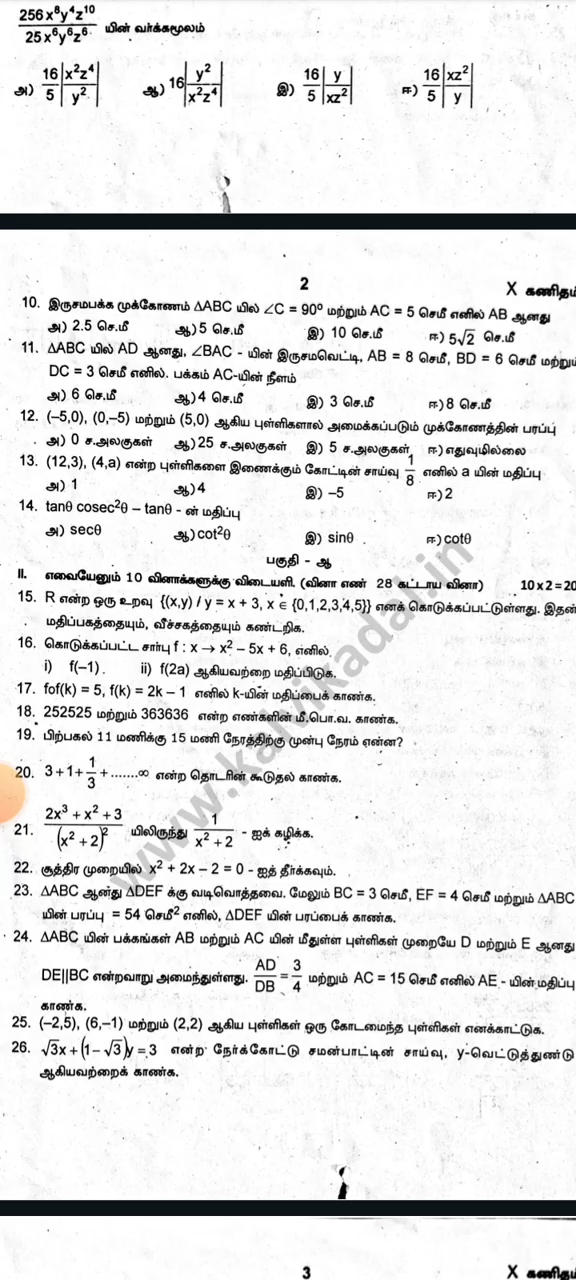 256x⁸y⁴z¹⁰ / 25x⁶y⁶z⁶ யின் வர்க்கமூலம்
அ) 16/5 |x²z⁴/y²| ஆ) 16|y²/x²z⁴| இ) 16/5 |y/xz²| ஈ) 16/5 |xz²/y|
2
X கணிதம்
10. இருசமபக்க முக்கோணம் ΔABC யில் ∠C = 90° மற்றும் AC = 5 செ.மீ எனில் AB ஆனது
அ) 2.5 செ.மீ ஆ) 5 செ.மீ இ) 10 செ.மீ ஈ) 5√2 செ.மீ
11. ΔABC யில் AD ஆனது, ∠BAC - யின் இருசமவெட்டி, AB = 8 செமீ, BD = 6 செமீ மற்றும்
DC = 3 செமீ எனில். பக்கம் AC-யின் நீளம்
அ) 6 செ.மீ ஆ) 4 செ.மீ இ) 3 செ.மீ ஈ) 8 செ.மீ
12. (–5,0), (0,–5) மற்றும் (5,0) ஆகிய புள்ளிகளால் அமைக்கப்படும் முக்கோணத்தின் பரப்பு
அ) 0 ச.அலகுகள் ஆ) 25 ச.அலகுகள் இ) 5 ச.அலகுகள் ஈ) எதுவுமில்லை
13. (12,3), (4,a) என்ற புள்ளிகளை இணைக்கும் கோட்டின் சாய்வு 1/8 எனில் a யின் மதிப்பு
அ) 1 ஆ) 4 இ) –5 ஈ) 2
14. tanθ cosec²θ – tanθ - ன் மதிப்பு
அ) secθ ஆ) cot²θ இ) sinθ ஈ) cotθ
பகுதி - ஆ
II. எவையேனும் 10 வினாக்களுக்கு விடையளி. (வினா எண் 28 கட்டாய வினா) 10 x 2 = 20
15. R என்ற ஒரு உறவு {(x,y) / y = x + 3, x ∈ {0,1,2,3,4,5}} எனக் கொடுக்கப்பட்டுள்ளது. இதன்
மதிப்பகத்தையும், வீச்சகத்தையும் கண்டறிக.
16. கொடுக்கப்பட்ட சார்பு f : x → x² – 5x + 6, எனில்
i) f(–1). ii) f(2a) ஆகியவற்றை மதிப்பிடுக.
17. fof(k) = 5, f(k) = 2k – 1 எனில் k-யின் மதிப்பைக் காண்க.
18. 252525 மற்றும் 363636 என்ற எண்களின் மீ.பொ.வ. காண்க.
19. பிற்பகல் 11 மணிக்கு 15 மணி நேரத்திற்கு முன்பு நேரம் என்ன?
20. 3+1+1/3+.......∞ என்ற தொடரின் கூடுதல் காண்க.
21. 2x³ + x² + 3 / (x² + 2)² யிலிருந்து 1 / x² + 2 - ஐக் கழிக்க.
22. சூத்திர முறையில் x² + 2x – 2 = 0 - ஐத் தீர்க்கவும்.
23. ΔABC ஆனது ΔDEF க்கு வடிவொத்தவை. மேலும் BC = 3 செமீ, EF = 4 செமீ மற்றும் ΔABC
யின் பரப்பு = 54 செமீ² எனில், ΔDEF யின் பரப்பைக் காண்க.
24. ΔABC யின் பக்கங்கள் AB மற்றும் AC யின் மீதுள்ள புள்ளிகள் முறையே D மற்றும் E ஆனது
DE||BC என்றவாறு அமைந்துள்ளது. AD/DB = 3/4 மற்றும் AC = 15 செமீ எனில் AE - யின் மதிப்பு
காண்க.
25. (–2,5), (6,–1) மற்றும் (2,2) ஆகிய புள்ளிகள் ஒரு கோடமைந்த புள்ளிகள் எனக்காட்டுக.
26. √3x + (1–√3)y = 3 என்ற நேர்க்கோட்டு சமன்பாட்டின் சாய்வு, y-வெட்டுத்துண்டு
ஆகியவற்றைக் காண்க.
www.kalvikadal.in
3
X கணிதம்